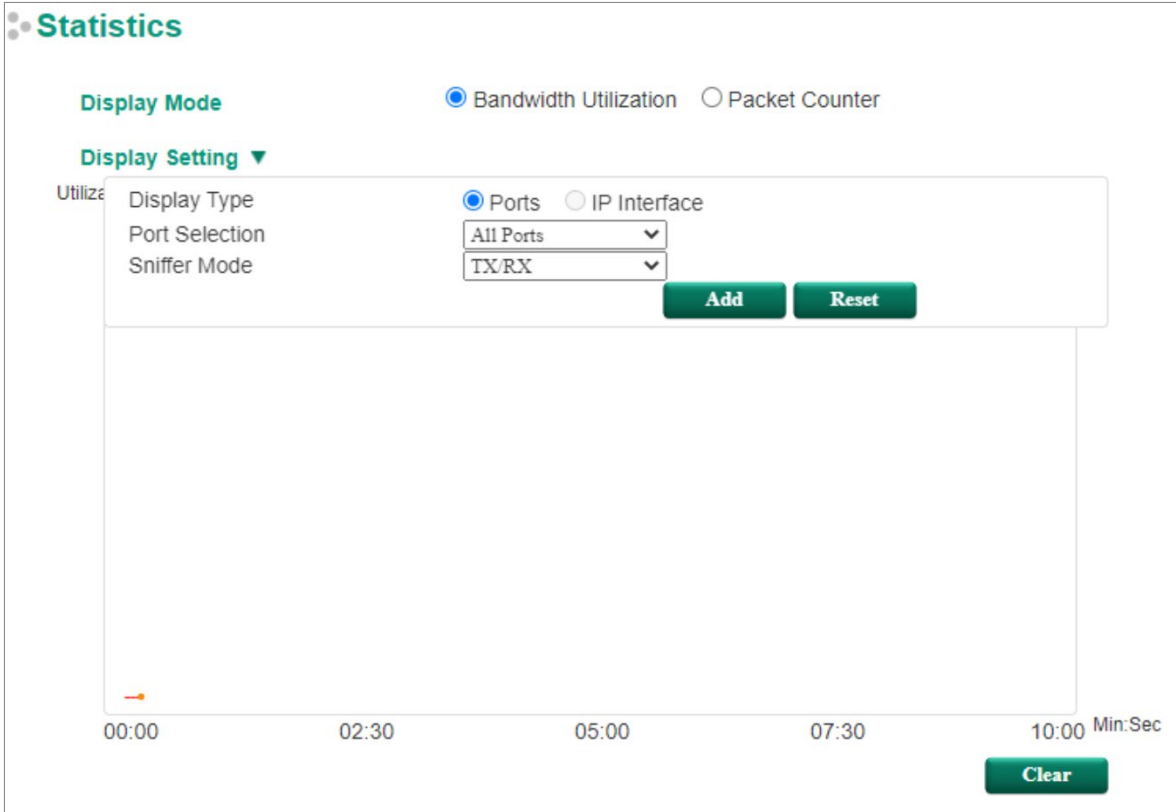 Statistics
Display Mode Bandwidth Utilization Packet Counter
Display Setting ▼
Display Type Ports IP Interface
Port Selection All Ports
Sniffer Mode TX/RX
Add Reset
00:00 02:30 05:00 07:30 10:00 Min:Sec
Clear